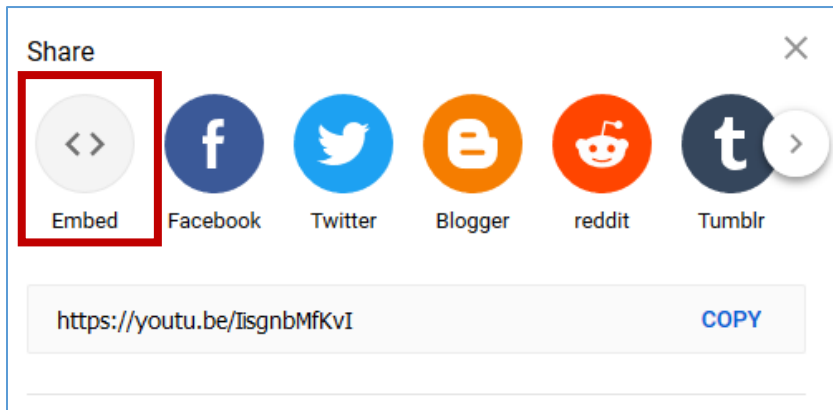 Share
Embed Facebook Twitter Blogger reddit Tumblr
https://youtu.be/IisgnbMfKvI COPY